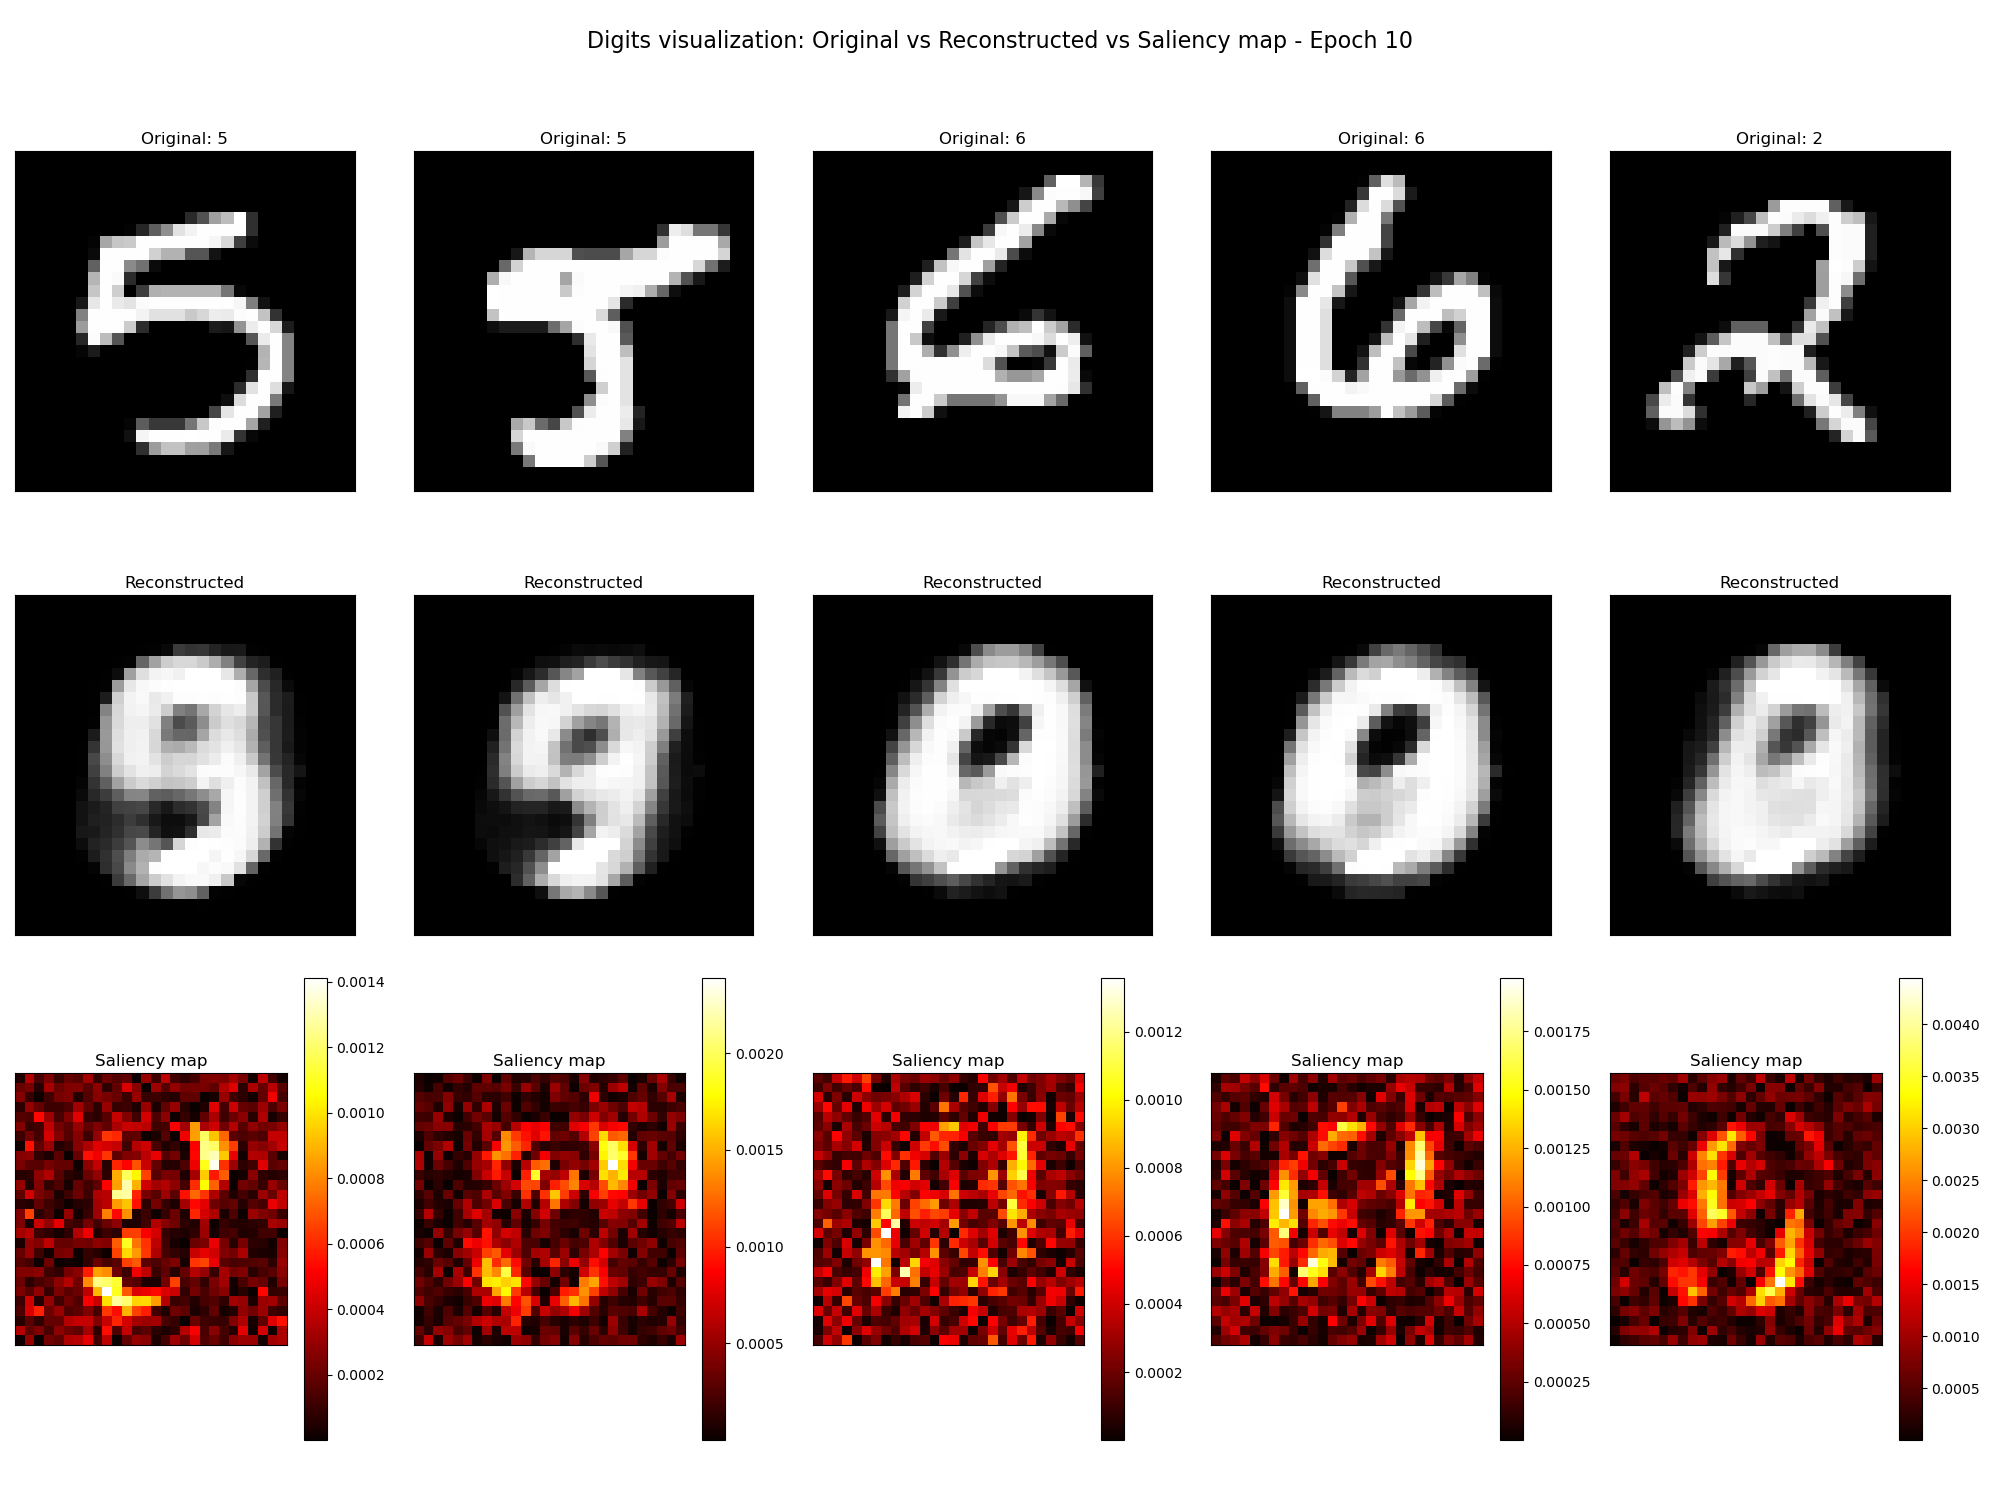 Digits visualization: Original vs Reconstructed vs Saliency map - Epoch 10
Original: 5
Original: 5
Original: 6
Original: 6
Original: 2
5
5
6
6
2
Reconstructed
Reconstructed
Reconstructed
Reconstructed
Reconstructed
Saliency map
0.0014
0.0012
0.0010
0.0008
0.0006
0.0004
0.0002
Saliency map
0.0020
0.0015
0.0010
0.0005
Saliency map
0.0012
0.0010
0.0008
0.0006
0.0004
0.0002
Saliency map
0.00175
0.00150
0.00125
0.00100
0.00075
0.00050
0.00025
Saliency map
0.0040
0.0035
0.0030
0.0025
0.0020
0.0015
0.0010
0.0005